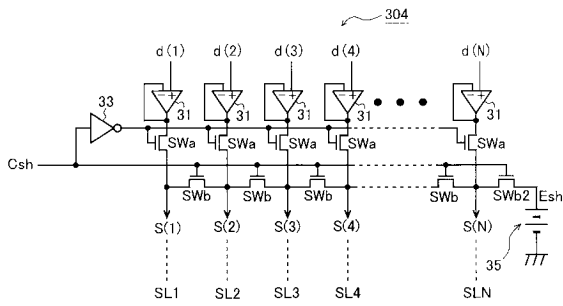 304
d(1) d(2) d(3) d(4) d(N)
33 31 31 31 31 31
SWa SWa SWa SWa SWa
Csh
SWb SWb SWb SWb SWb2 Esh
S(1) S(2) S(3) S(4) S(N) 35
SL1 SL2 SL3 SL4 SLN